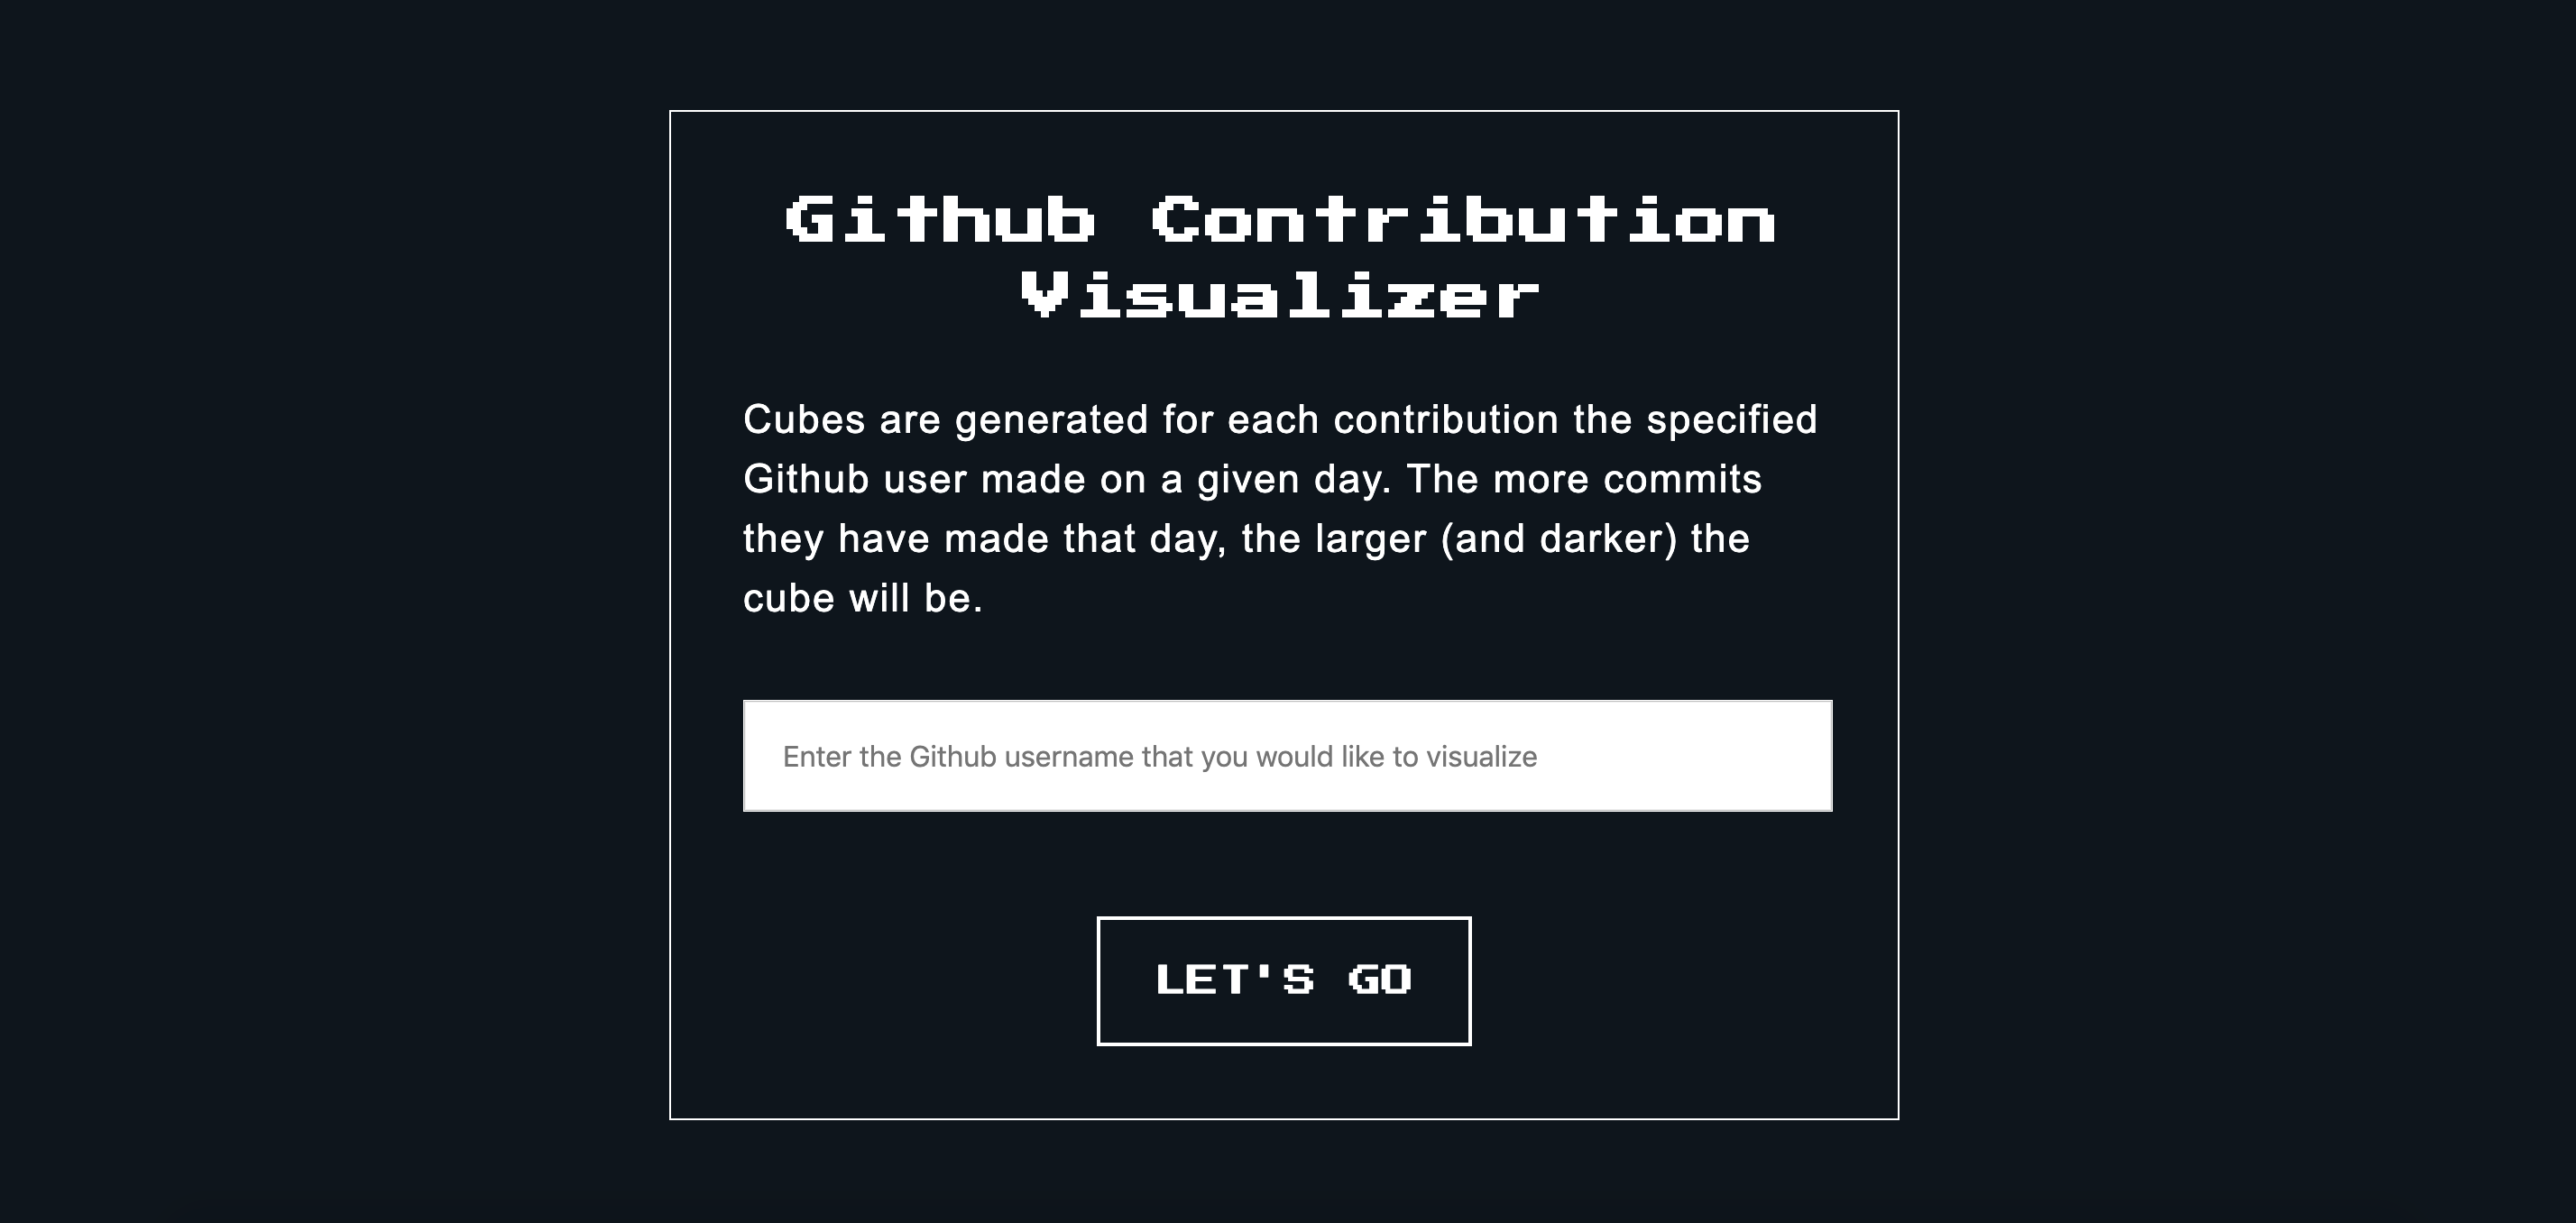 Github Contribution
Visualizer
Cubes are generated for each contribution the specified
Github user made on a given day. The more commits
they have made that day, the larger (and darker) the
cube will be.
Enter the Github username that you would like to visualize
LET'S GO